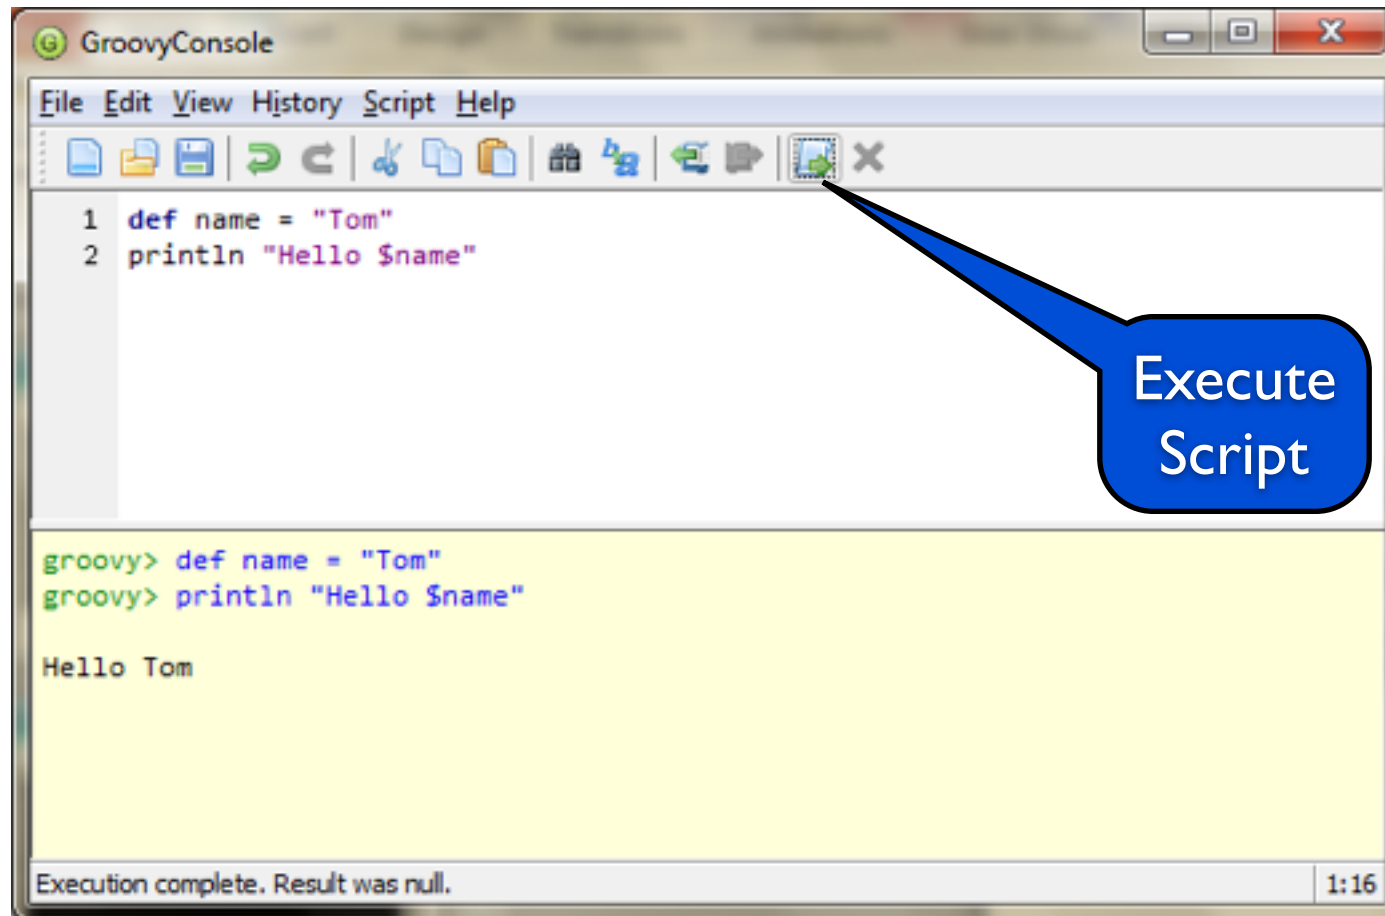 GroovyConsole
File Edit View History Script Help
1 def name = "Tom"
2 println "Hello $name"
Execute
Script
groovy> def name = "Tom"
groovy> println "Hello $name"
Hello Tom
Execution complete. Result was null.
1:16